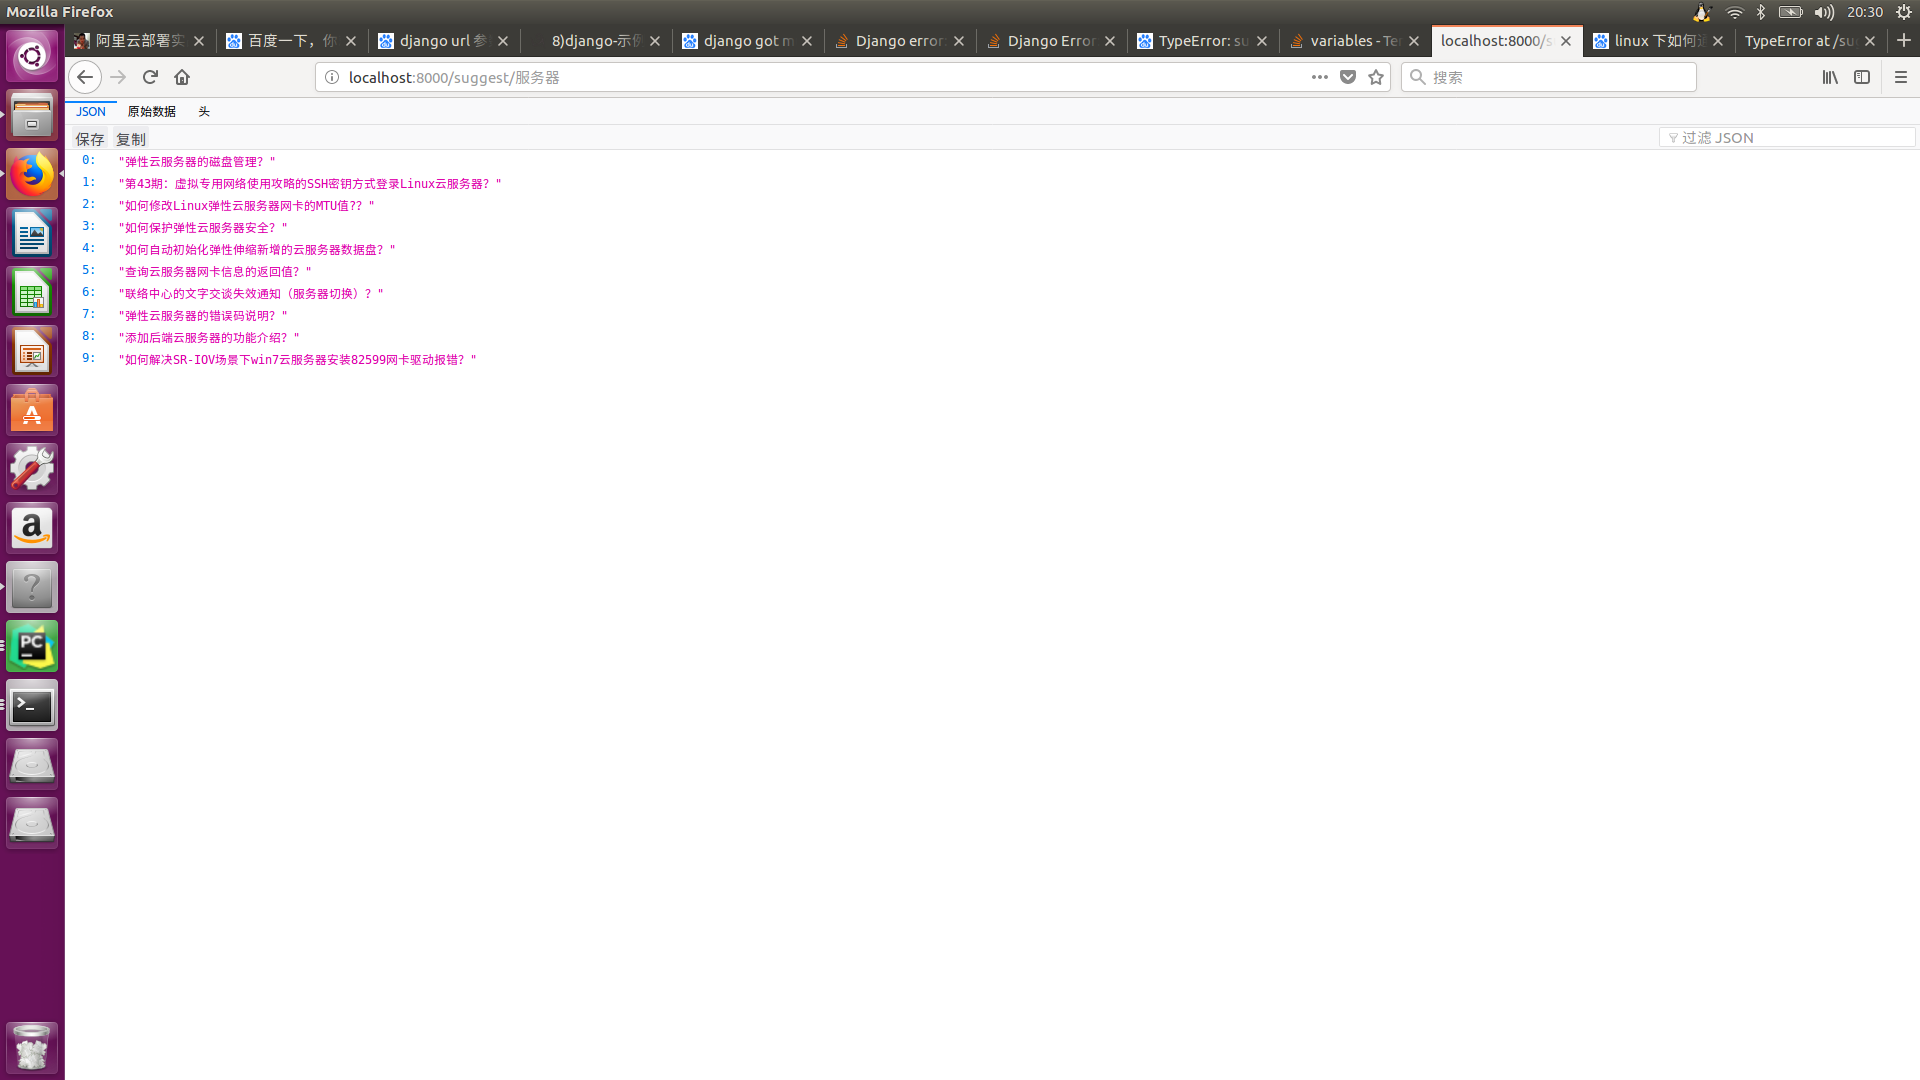 Mozilla Firefox
20:30
阿里云部署实
百度一下，你
django url 参
8)django-示例
django got m
Django error
Django Error
TypeError: su
variables - Te
localhost:8000/s
linux 下如何
TypeError at /su
localhost:8000/suggest/服务器
搜索
JSON 原始数据 头
保存 复制
过滤 JSON
0: "弹性云服务器的磁盘管理？"
1: "第43期：虚拟专用网络使用攻略的SSH密钥方式登录Linux云服务器？"
2: "如何修改Linux弹性云服务器网卡的MTU值??"
3: "如何保护弹性云服务器安全？"
4: "如何自动初始化弹性伸缩新增的云服务器数据盘？"
5: "查询云服务器网卡信息的返回值？"
6: "联络中心的文字交谈失效通知（服务器切换）？"
7: "弹性云服务器的错误码说明？"
8: "添加后端云服务器的功能介绍？"
9: "如何解决SR-IOV场景下win7云服务器安装82599网卡驱动报错？"